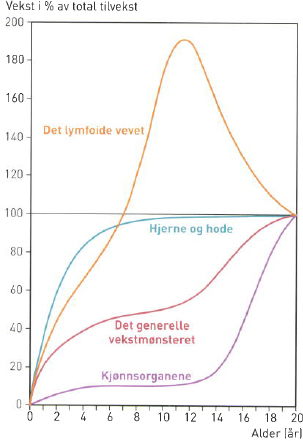 Vekst i % av total tilvekst
200
180
160
140
Det lymfoide vevet
120
100
Hjerne og hode
80
60
40
Det generelle
vekstmønsteret
20
Kjønnsorganene
0
0 2 4 6 8 10 12 14 16 18 20
Alder [år]